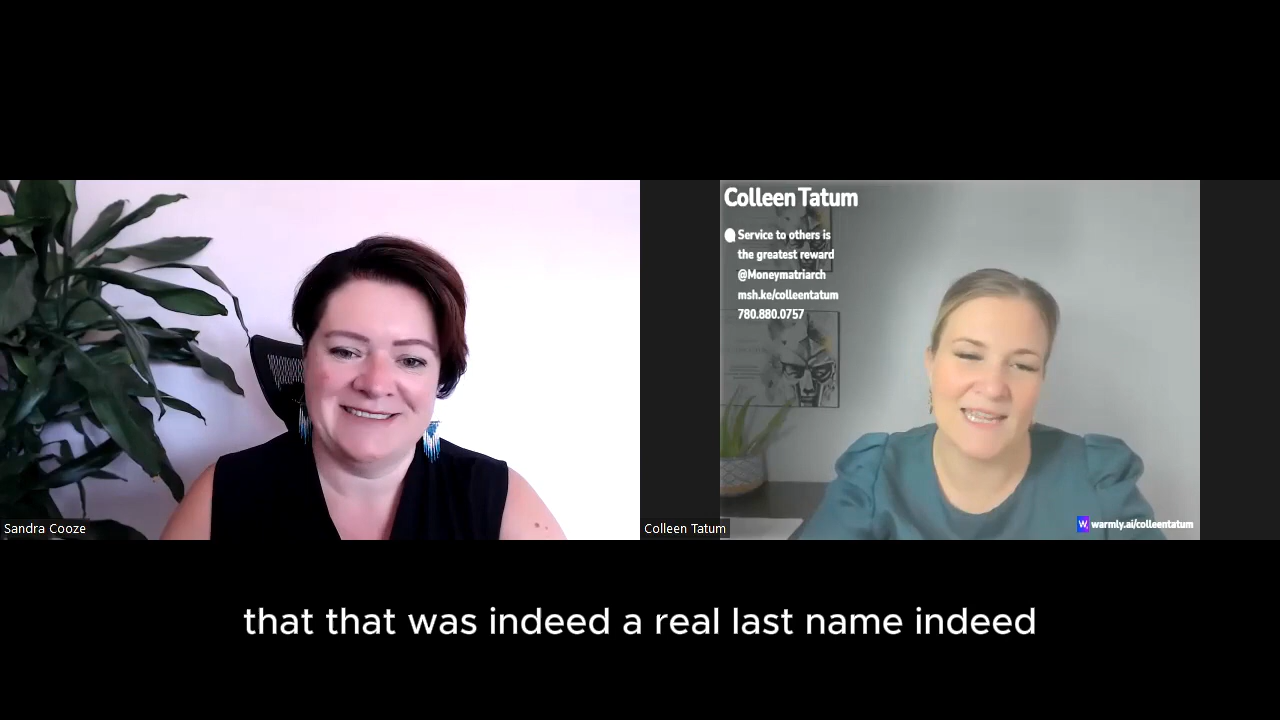 Colleen Tatum
Service to others is
the greatest reward
@Moneymatriarch
msh.ke/colleentatum
780.880.0757
Sandra Cooze
Colleen Tatum
W. warmly.ai/colleentatum
that that was indeed a real last name indeed